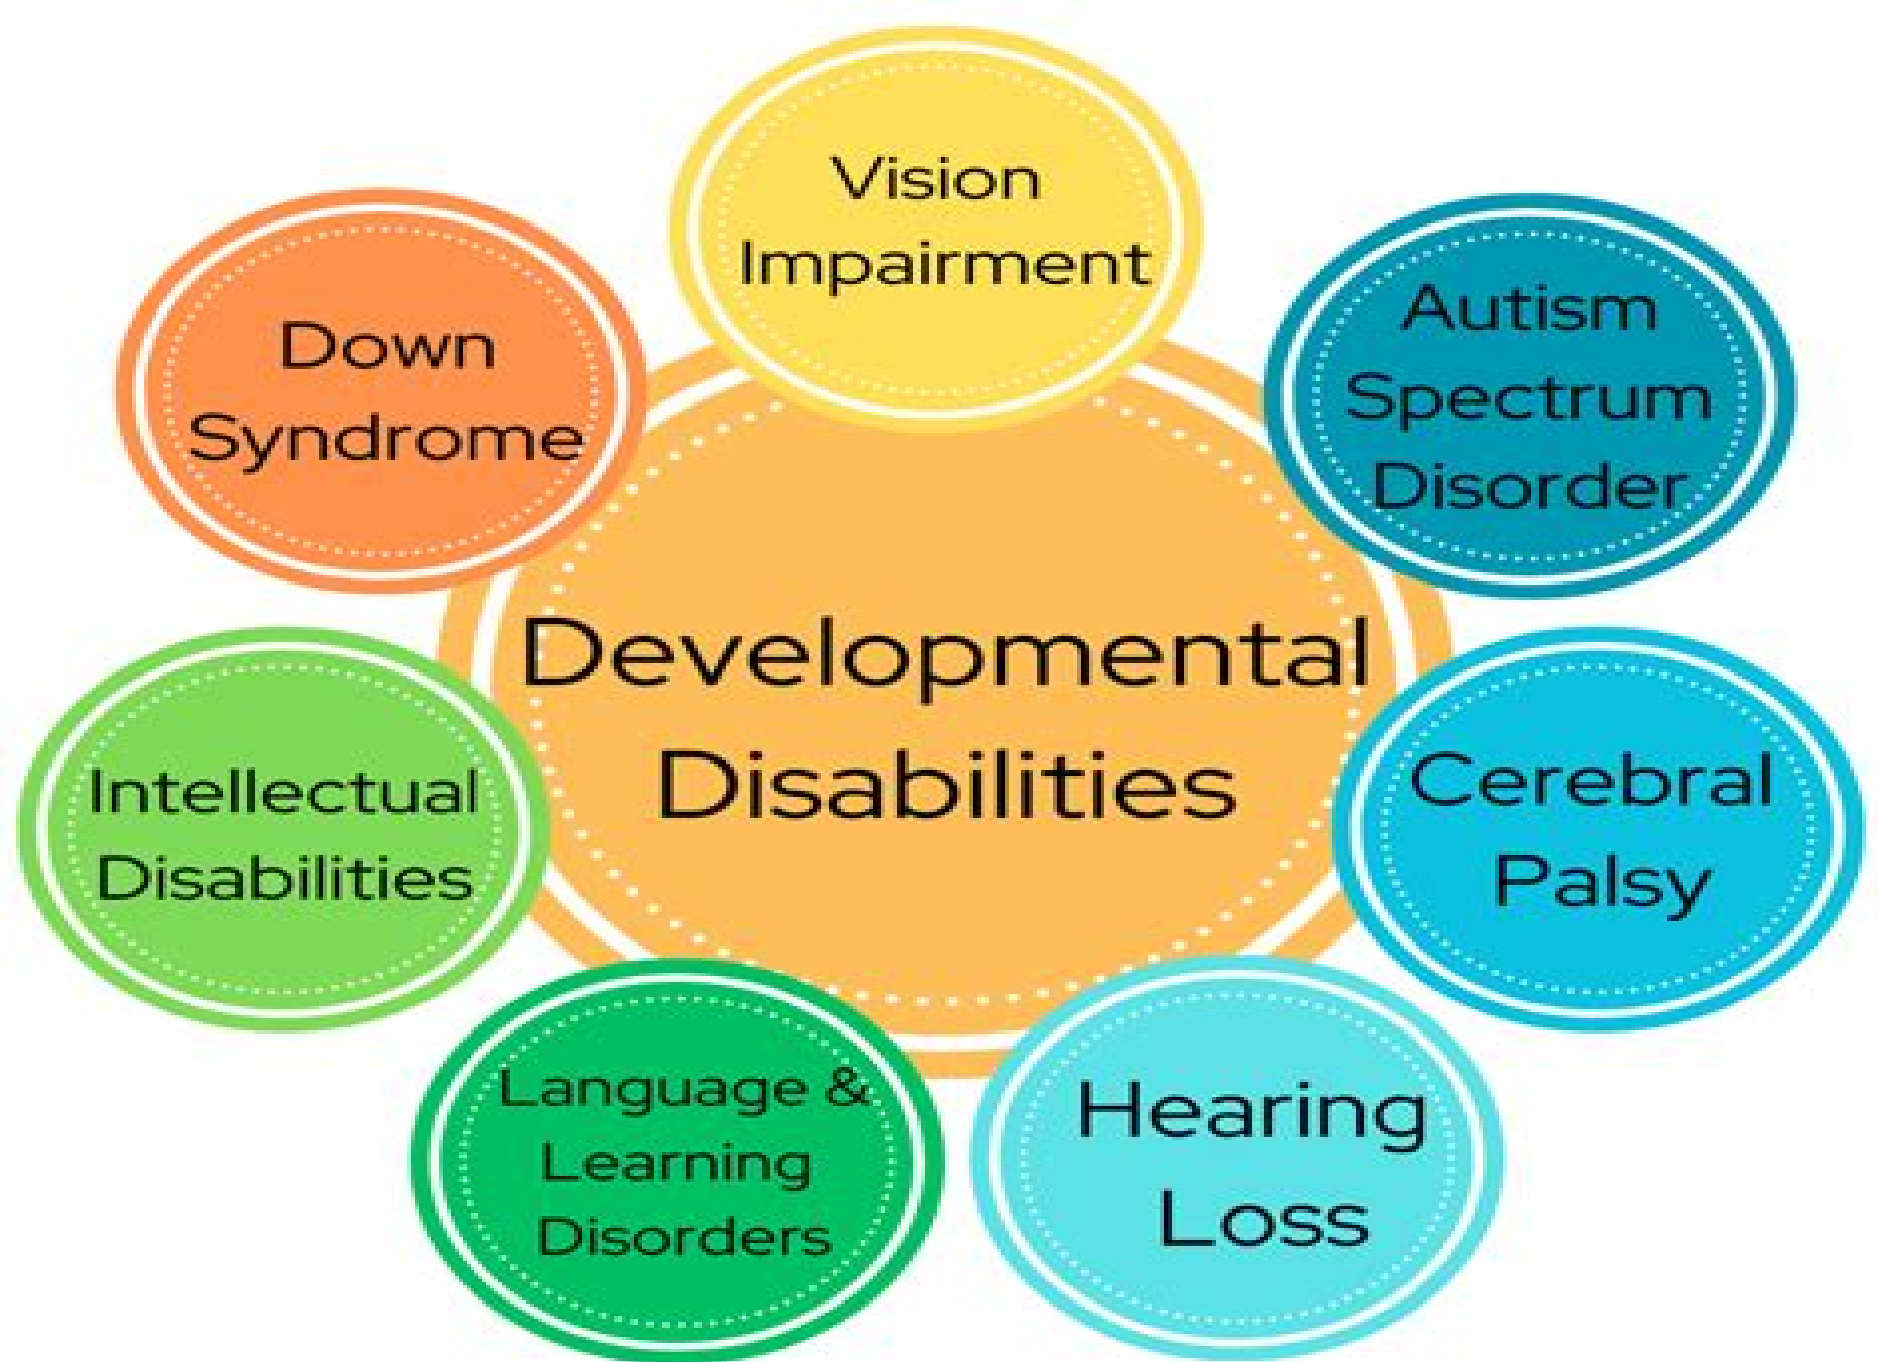 Vision
Impairment
Autism
Spectrum
Disorder
Cerebral
Palsy
Hearing
Loss
Language &
Learning
Disorders
Intellectual
Disabilities
Down
Syndrome
Developmental
Disabilities